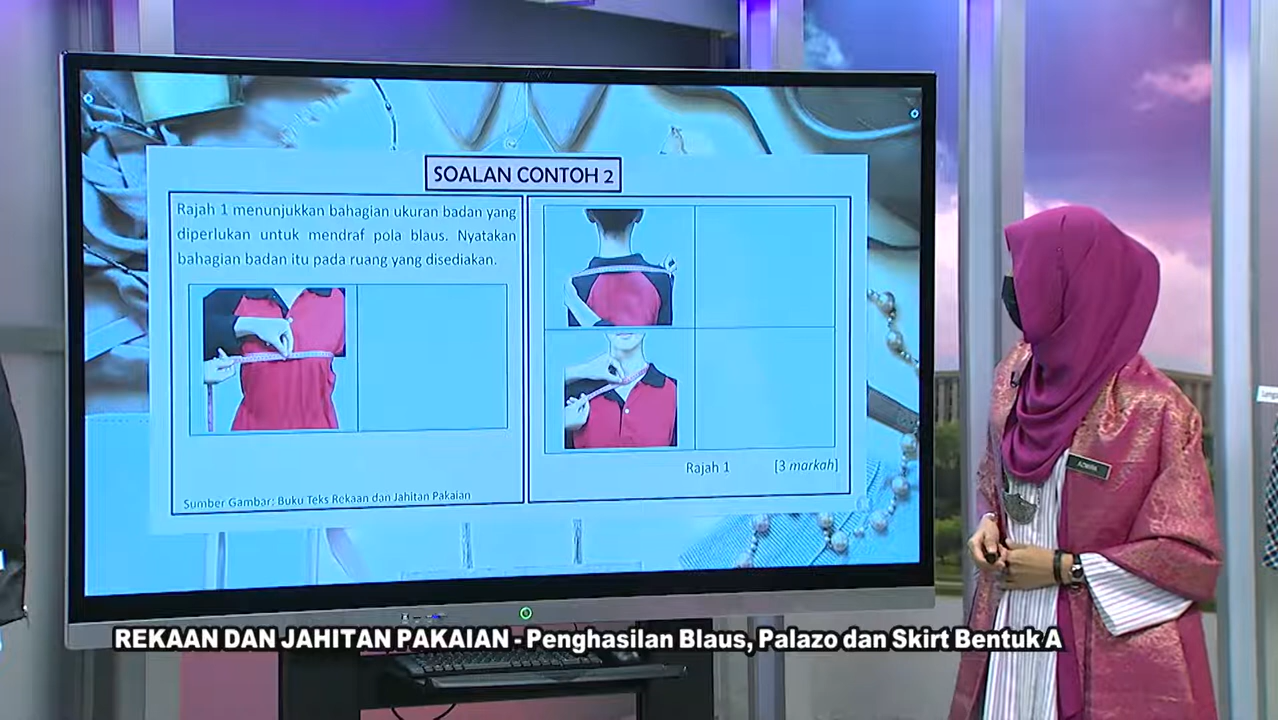 SOALAN CONTOH 2
Rajah 1 menunjukkan bahagian ukuran badan yang
diperlukan untuk mendraf pola blaus. Nyatakan
bahagian badan itu pada ruang yang disediakan.
Sumber Gambar: Buku Teks Rekaan dan Jahitan Pakaian
Rajah 1 [3 markah]
REKAAN DAN JAHITAN PAKAIAN - Penghasilan Blaus, Palazo dan Skirt Bentuk A